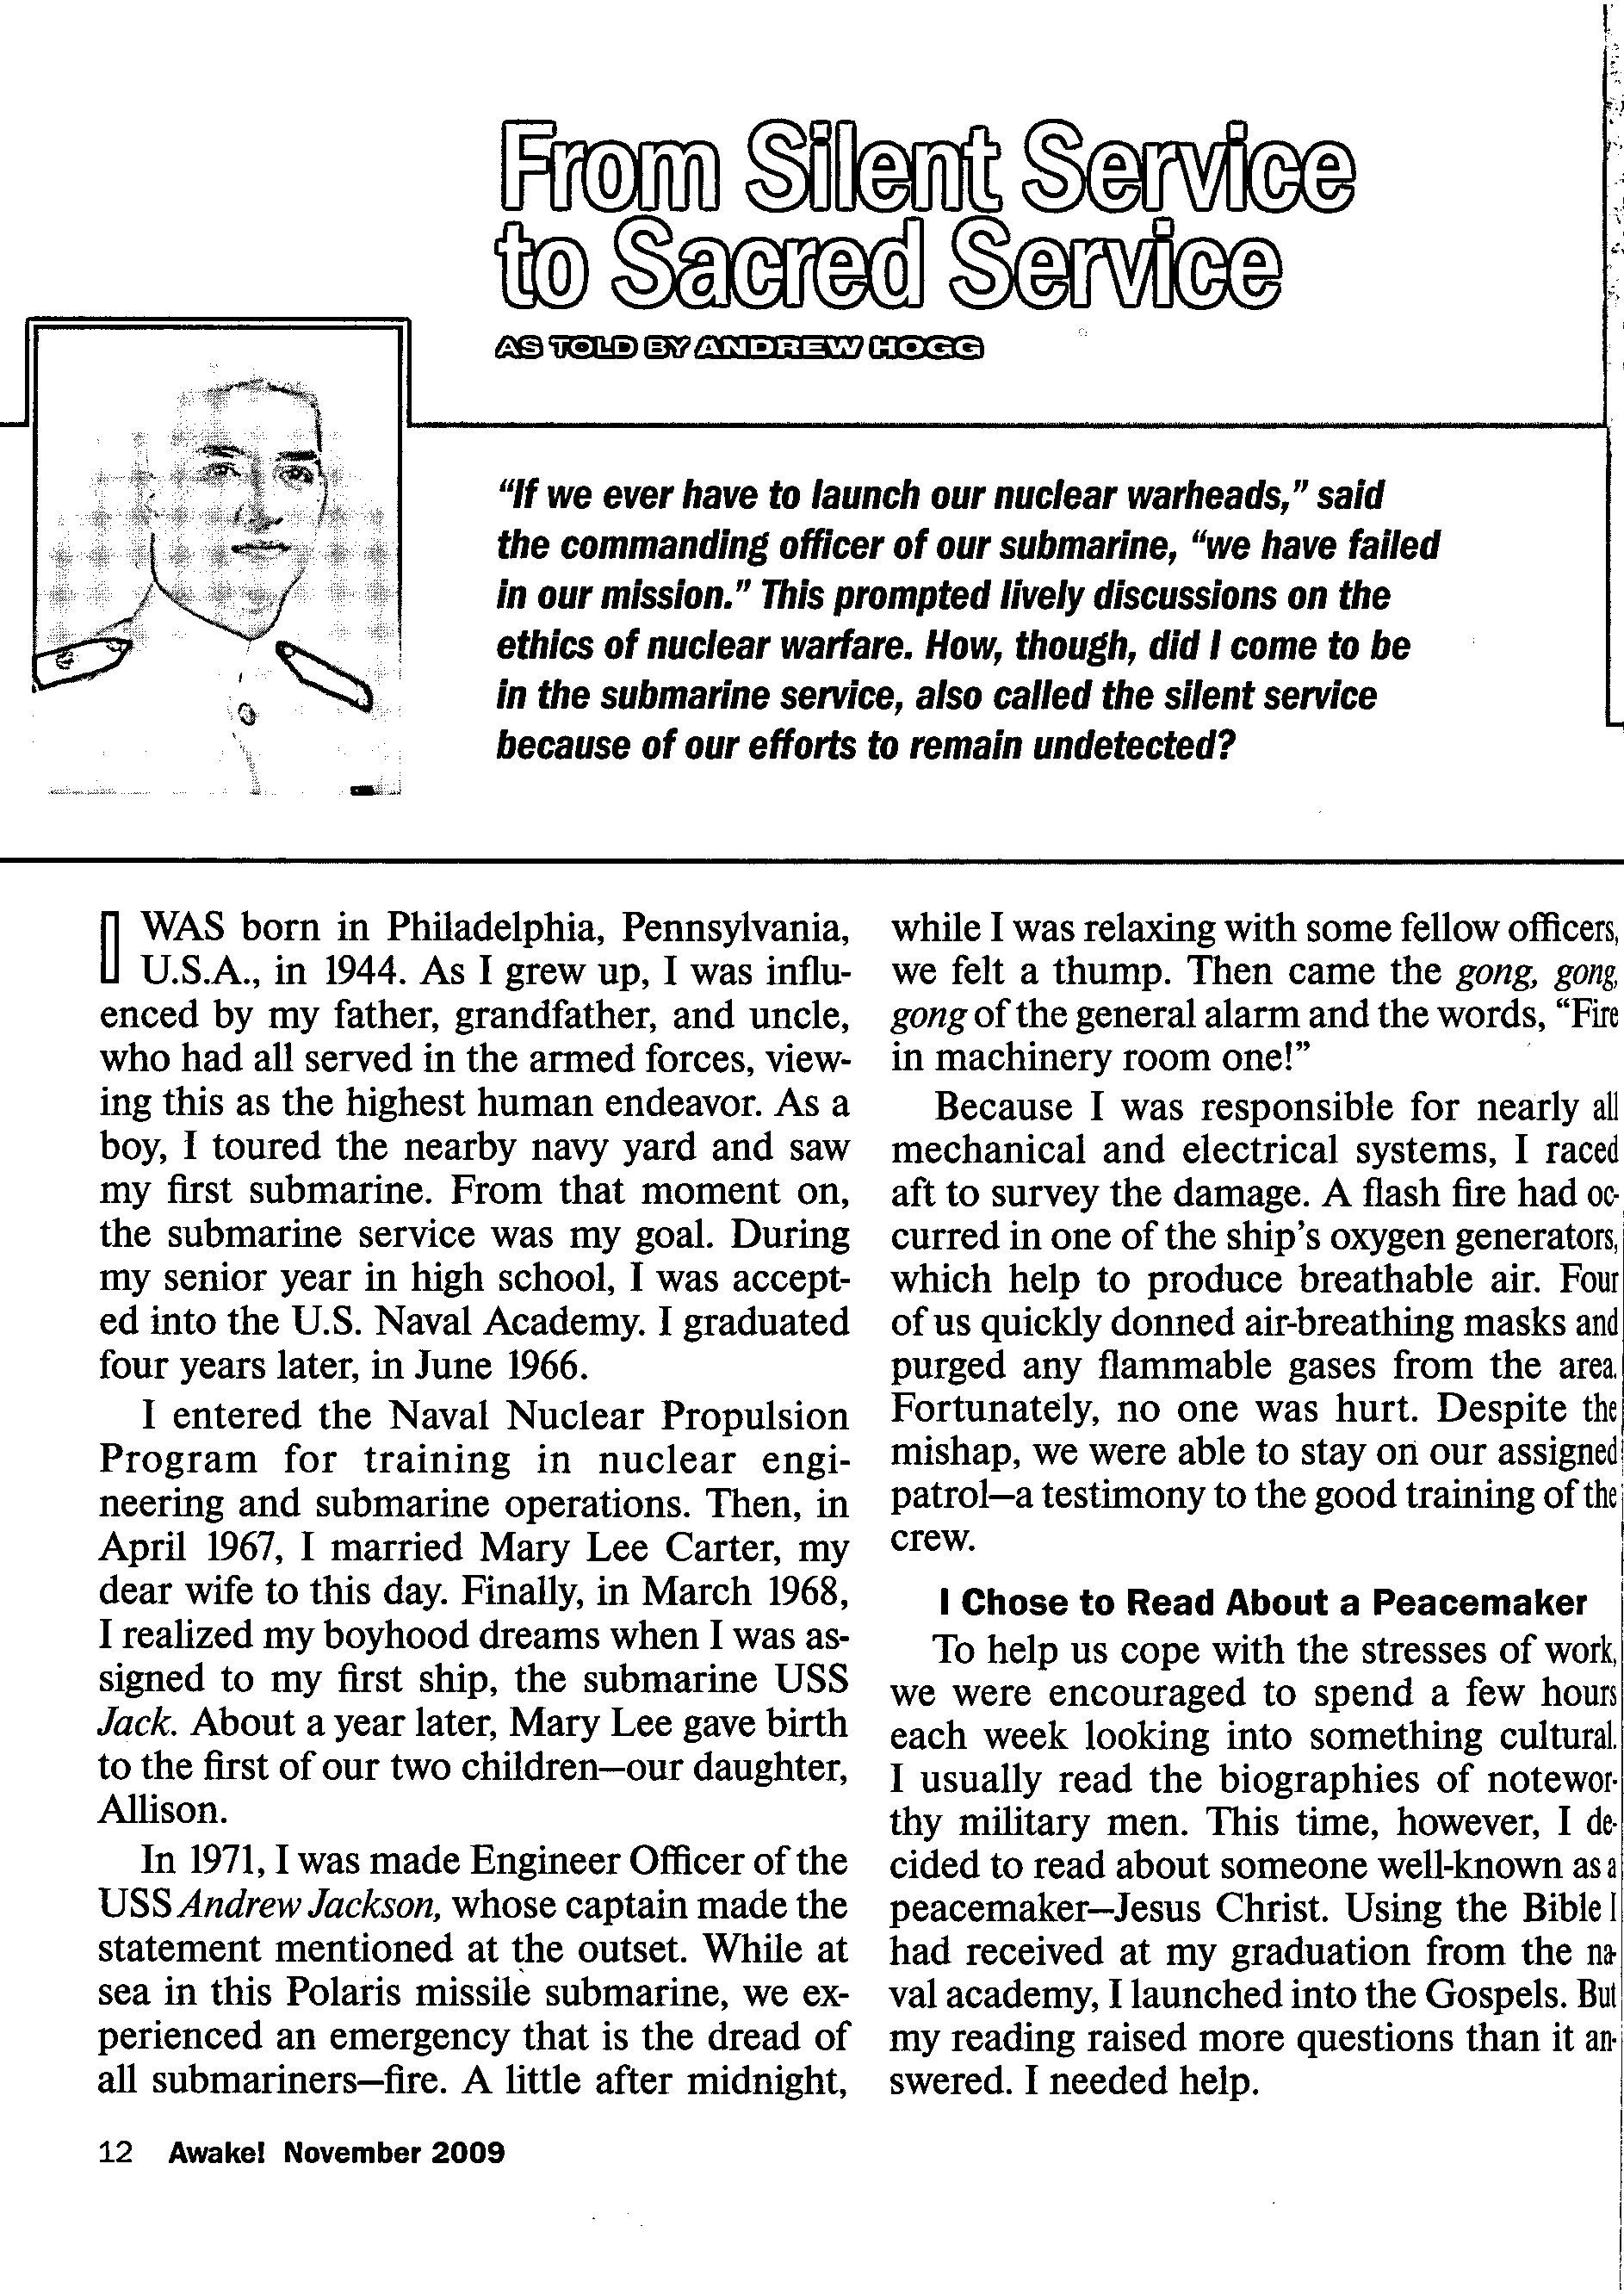 From Silent Service
to Sacred Service
AS TOLD BY ANDREW HOGG
“If we ever have to launch our nuclear warheads,” said
the commanding officer of our submarine, “we have failed
in our mission.” This prompted lively discussions on the
ethics of nuclear warfare. How, though, did I come to be
in the submarine service, also called the silent service
because of our efforts to remain undetected?
I WAS born in Philadelphia, Pennsylvania,
U.S.A., in 1944. As I grew up, I was influ-
enced by my father, grandfather, and uncle,
who had all served in the armed forces, view-
ing this as the highest human endeavor. As a
boy, I toured the nearby navy yard and saw
my first submarine. From that moment on,
the submarine service was my goal. During
my senior year in high school, I was accept-
ed into the U.S. Naval Academy. I graduated
four years later, in June 1966.
I entered the Naval Nuclear Propulsion
Program for training in nuclear engi-
neering and submarine operations. Then, in
April 1967, I married Mary Lee Carter, my
dear wife to this day. Finally, in March 1968,
I realized my boyhood dreams when I was as-
signed to my first ship, the submarine USS
Jack. About a year later, Mary Lee gave birth
to the first of our two children—our daughter,
Allison.
In 1971, I was made Engineer Officer of the
USS Andrew Jackson, whose captain made the
statement mentioned at the outset. While at
sea in this Polaris missile submarine, we ex-
perienced an emergency that is the dread of
all submariners—fire. A little after midnight,
while I was relaxing with some fellow officers,
we felt a thump. Then came the gong, gong,
gong of the general alarm and the words, “Fire
in machinery room one!”
Because I was responsible for nearly all
mechanical and electrical systems, I raced
aft to survey the damage. A flash fire had oc-
curred in one of the ship’s oxygen generators,
which help to produce breathable air. Four
of us quickly donned air-breathing masks and
purged any flammable gases from the area.
Fortunately, no one was hurt. Despite the
mishap, we were able to stay on our assigned
patrol—a testimony to the good training of the
crew.
I Chose to Read About a Peacemaker
To help us cope with the stresses of work,
we were encouraged to spend a few hours
each week looking into something cultural.
I usually read the biographies of notewor-
thy military men. This time, however, I de-
cided to read about someone well-known as a
peacemaker—Jesus Christ. Using the Bible I
had received at my graduation from the na-
val academy, I launched into the Gospels. But
my reading raised more questions than it an-
swered. I needed help.
12 Awake! November 2009